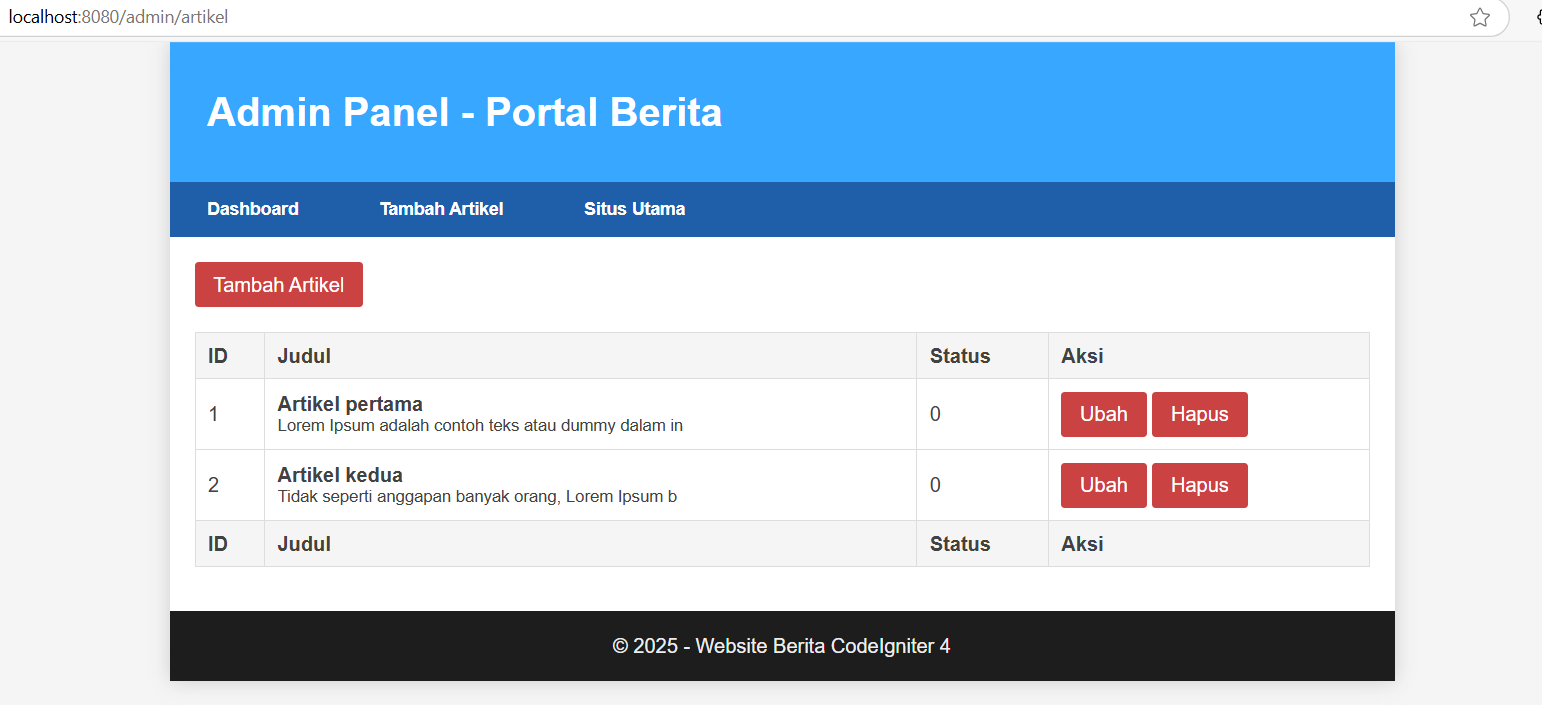 localhost:8080/admin/artikel
Admin Panel - Portal Berita
Dashboard Tambah Artikel Situs Utama
Tambah Artikel
ID Judul Status Aksi
1 Artikel pertama 0 Ubah Hapus
Lorem Ipsum adalah contoh teks atau dummy dalam in
2 Artikel kedua 0 Ubah Hapus
Tidak seperti anggapan banyak orang, Lorem Ipsum b
ID Judul Status Aksi
© 2025 - Website Berita CodeIgniter 4